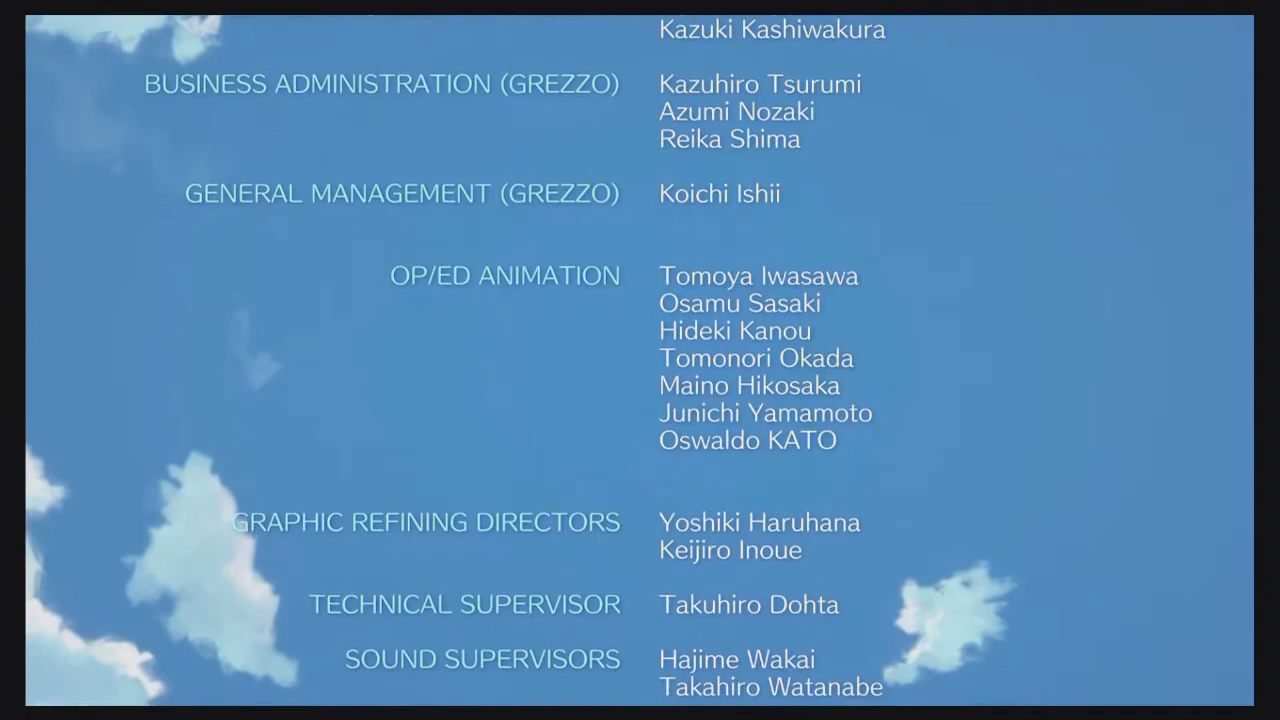 Kazuki Kashiwakura
BUSINESS ADMINISTRATION (GREZZO) Kazuhiro Tsurumi
Azumi Nozaki
Reika Shima
GENERAL MANAGEMENT (GREZZO) Koichi Ishii
OP/ED ANIMATION Tomoya Iwasawa
Osamu Sasaki
Hideki Kanou
Tomonori Okada
Maino Hikosaka
Junichi Yamamoto
Oswaldo KATO
GRAPHIC REFINING DIRECTORS Yoshiki Haruhana
Keijiro Inoue
TECHNICAL SUPERVISOR Takuhiro Dohta
SOUND SUPERVISORS Hajime Wakai
Takahiro Watanabe